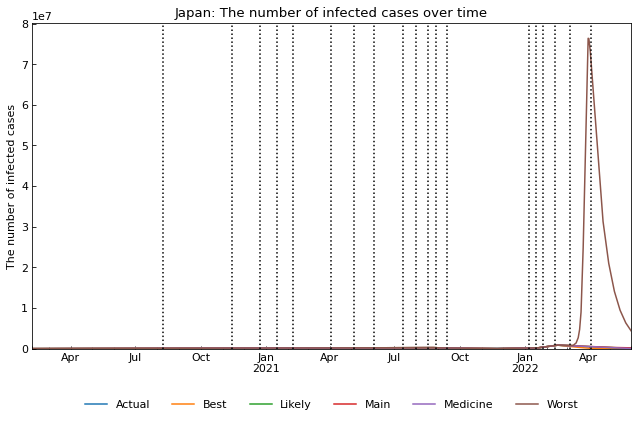 Japan: The number of infected cases over time
1e7
8
7
6
5
4
3
2
1
0
The number of infected cases
Apr Jul Oct Jan Apr Jul Oct Jan Apr
2021 2022
Actual Best Likely Main Medicine Worst